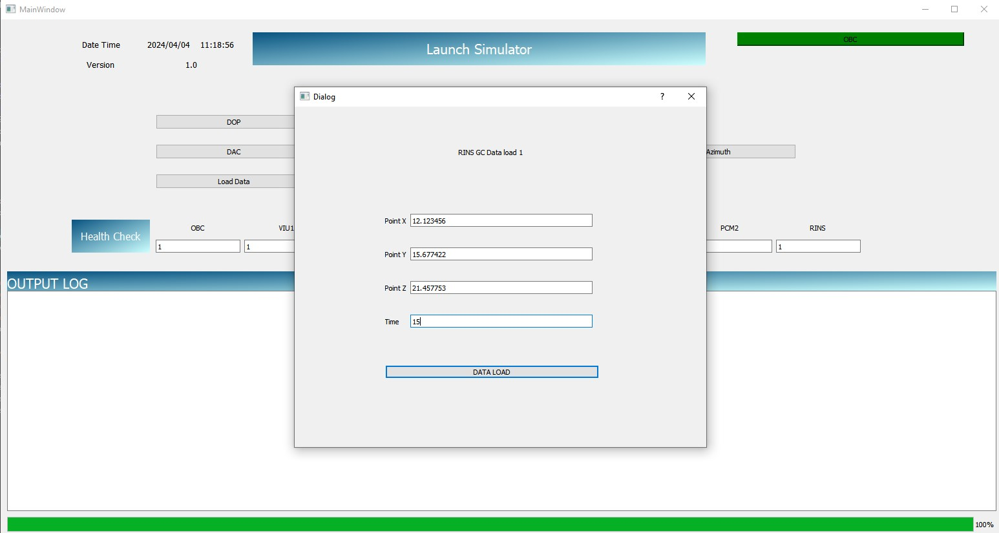 MainWindow
Date Time 2024/04/04 11:18:56
Launch Simulator
OBC
Version 1.0
Dialog
?
DOP
RINS GC Data load 1
DAC
Azimuth
Load Data
Point X 12.123456
Health Check
OBC
VIU1
PCM2
RINS
1
1
1
Point Y 15.677422
OUTPUT LOG
Point Z 21.457753
Time 15
DATA LOAD
100%